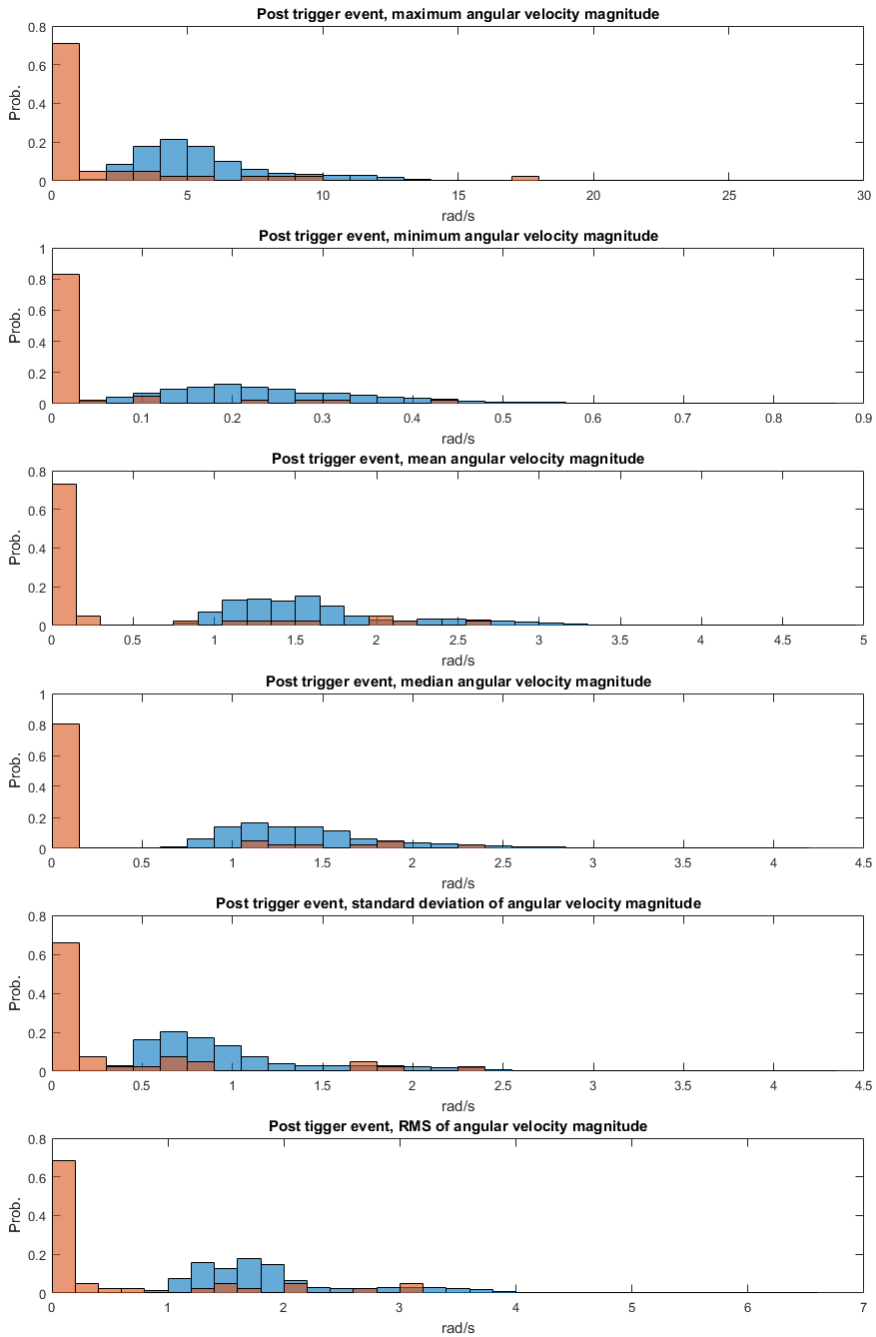 Post trigger event, maximum angular velocity magnitude
0.8
0.6
0.4
0.2
0
Prob.
0 5 10 15 20 25 30
rad/s
Post trigger event, minimum angular velocity magnitude
1
0.8
0.6
0.4
0.2
0
Prob.
0 0.1 0.2 0.3 0.4 0.5 0.6 0.7 0.8 0.9
rad/s
Post trigger event, mean angular velocity magnitude
0.8
0.6
0.4
0.2
0
Prob.
0 0.5 1 1.5 2 2.5 3 3.5 4 4.5 5
rad/s
Post trigger event, median angular velocity magnitude
1
0.8
0.6
0.4
0.2
0
Prob.
0 0.5 1 1.5 2 2.5 3 3.5 4 4.5
rad/s
Post trigger event, standard deviation of angular velocity magnitude
0.8
0.6
0.4
0.2
0
Prob.
0 0.5 1 1.5 2 2.5 3 3.5 4 4.5
rad/s
Post tigger event, RMS of angular velocity magnitude
0.8
0.6
0.4
0.2
0
Prob.
0 1 2 3 4 5 6 7
rad/s